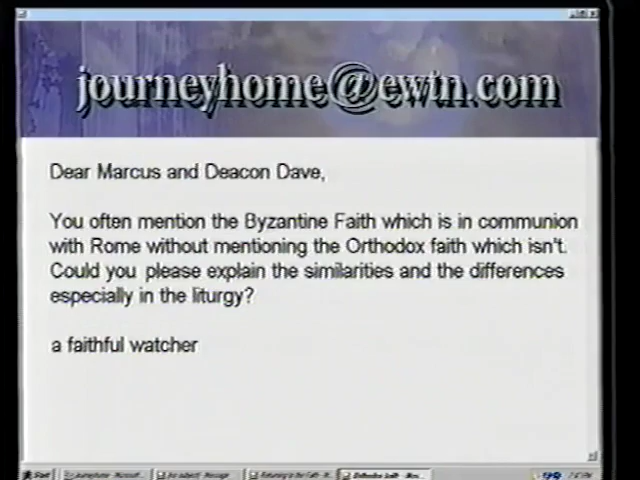 journeyhome@ewtn.com
Dear Marcus and Deacon Dave,
You often mention the Byzantine Faith which is in communion
with Rome without mentioning the Orthodox faith which isn't.
Could you please explain the similarities and the differences
especially in the liturgy?
a faithful watcher
Start